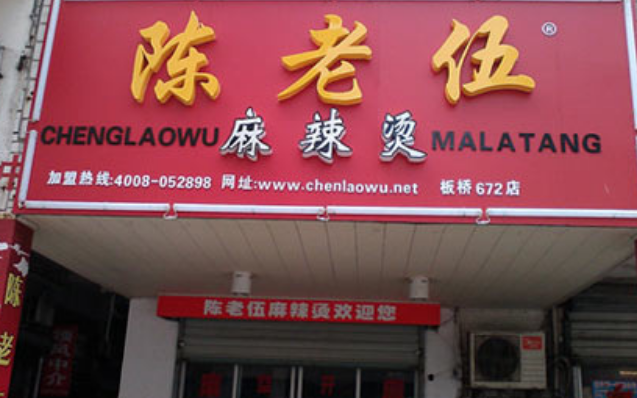 陈老伍®
CHENGLAOWU 麻辣烫 MALATANG
加盟热线:4008-052898 网址:www.chenlaowu.net 板桥672店
陈老伍麻辣烫欢迎您
陈老